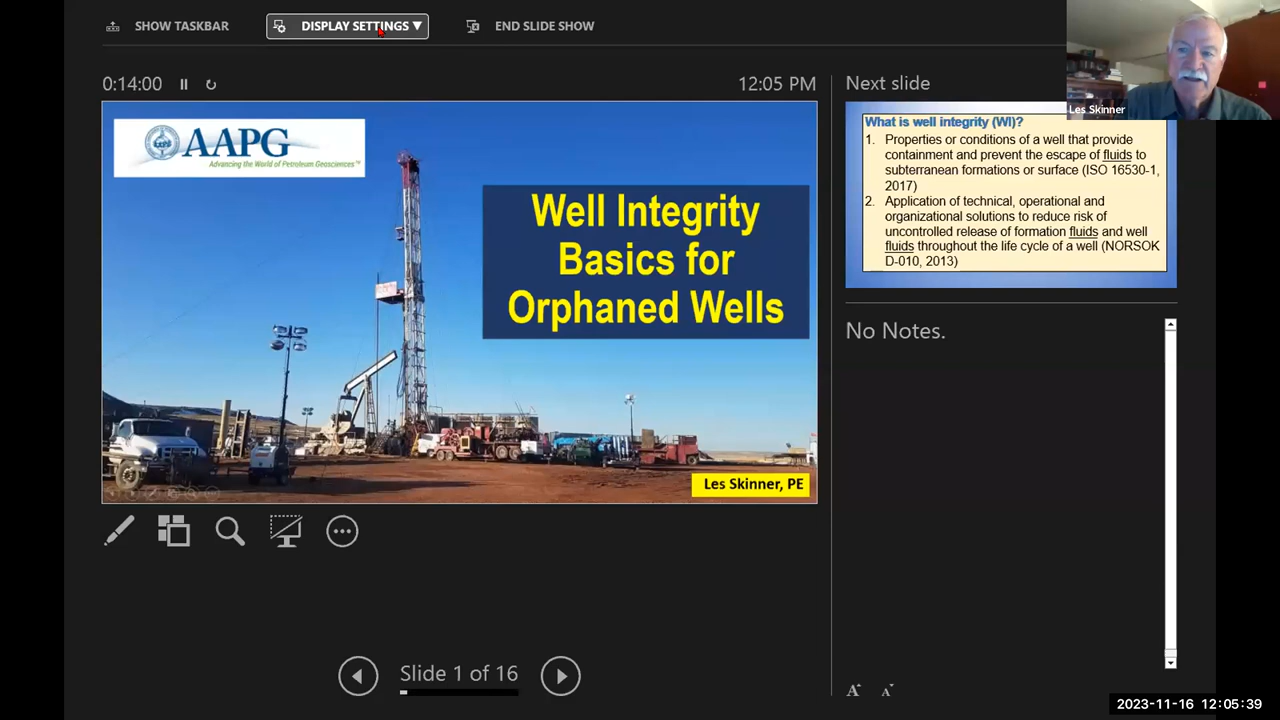 SHOW TASKBAR
DISPLAY SETTINGS ▼
END SLIDE SHOW
Les Skinner
0:14:00
12:05 PM
AAPG
Advancing the World of Petroleum Geosciences™
Well Integrity
Basics for
Orphaned Wells
Les Skinner, PE
Next slide
What is well integrity (WI)?
1. Properties or conditions of a well that provide
containment and prevent the escape of fluids to
subterranean formations or surface (ISO 16530-1,
2017)
2. Application of technical, operational and
organizational solutions to reduce risk of
uncontrolled release of formation fluids and well
fluids throughout the life cycle of a well (NORSOK
D-010, 2013)
No Notes.
Slide 1 of 16
A A
2023-11-16 12:05:39